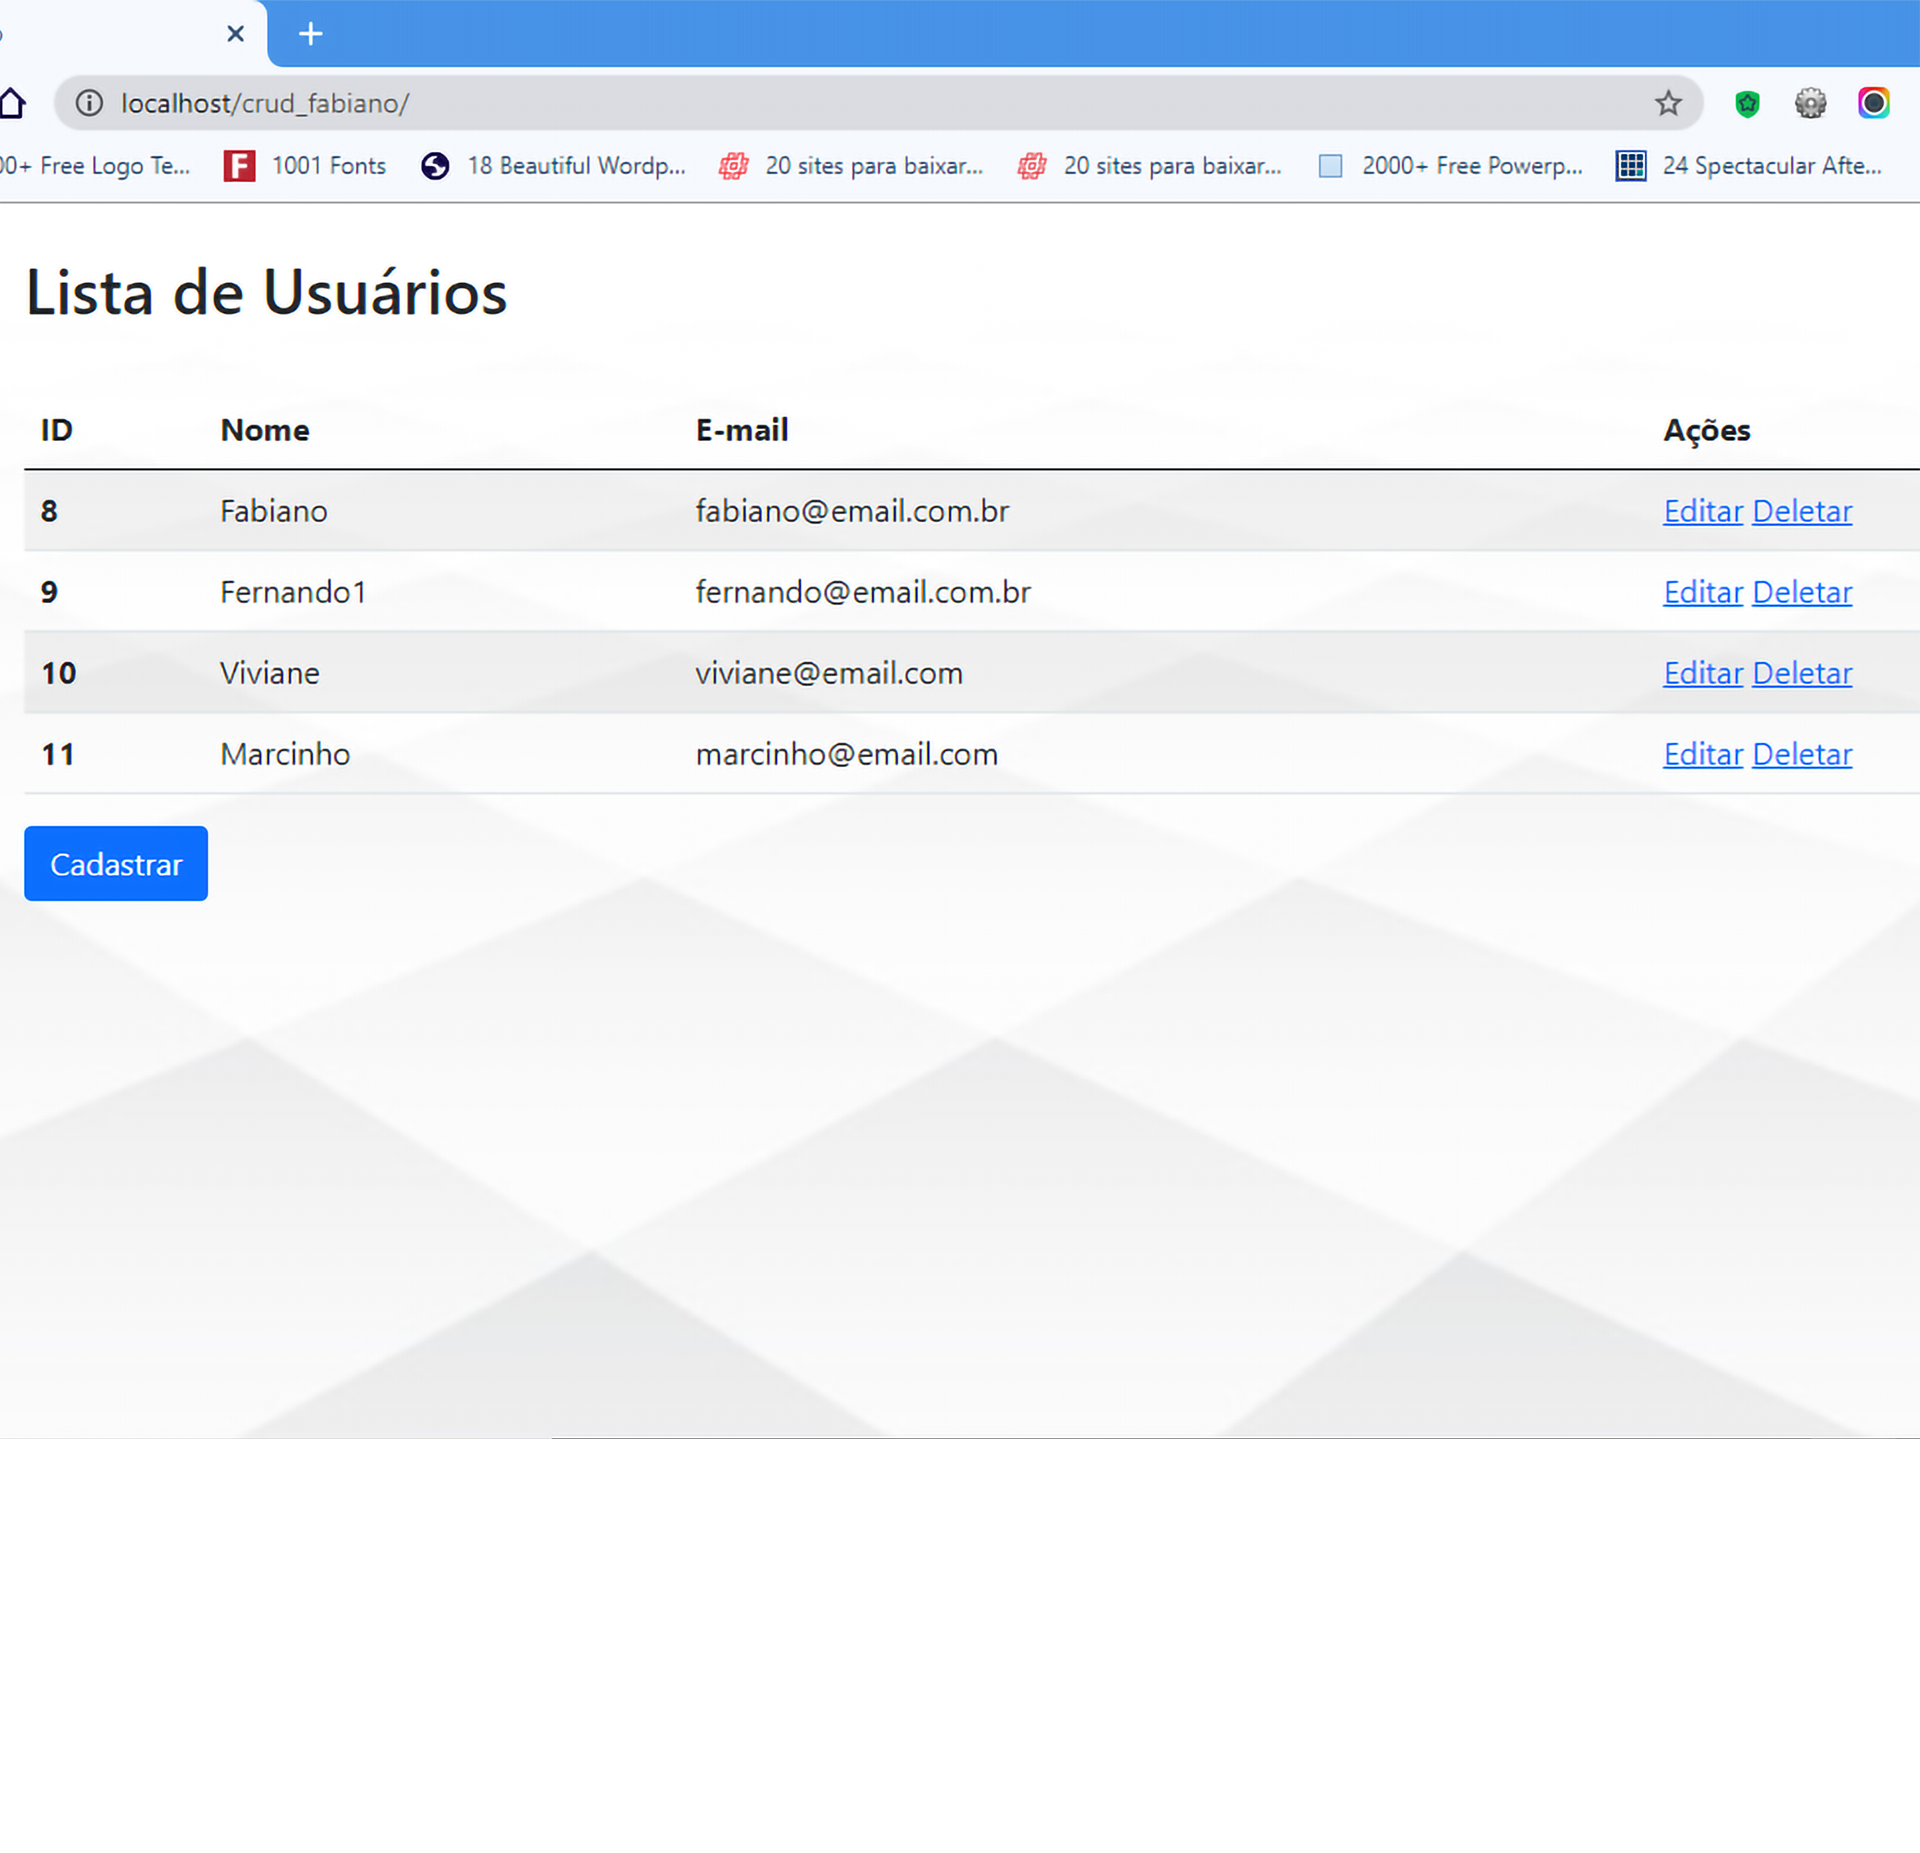 localhost/crud_fabiano/
00+ Free Logo Te... 1001 Fonts 18 Beautiful Wordp... 20 sites para baixar... 20 sites para baixar... 2000+ Free Powerp... 24 Spectacular Afte...
Lista de Usuários
ID Nome E-mail Ações
8 Fabiano fabiano@email.com.br Editar Deletar
9 Fernando1 fernando@email.com.br Editar Deletar
10 Viviane viviane@email.com Editar Deletar
11 Marcinho marcinho@email.com Editar Deletar
Cadastrar